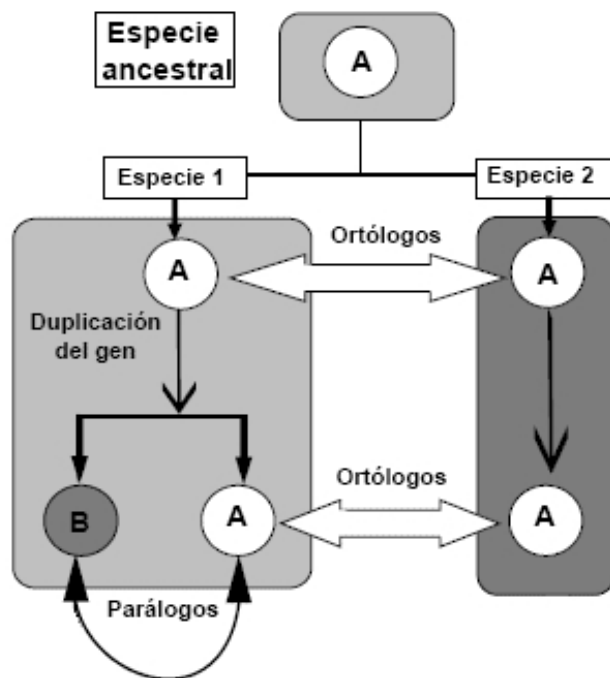 Especie
ancestral
A
Especie 1
Especie 2
Ortólogos
A
A
Duplicación
del gen
Ortólogos
B
A
A
Parálogos